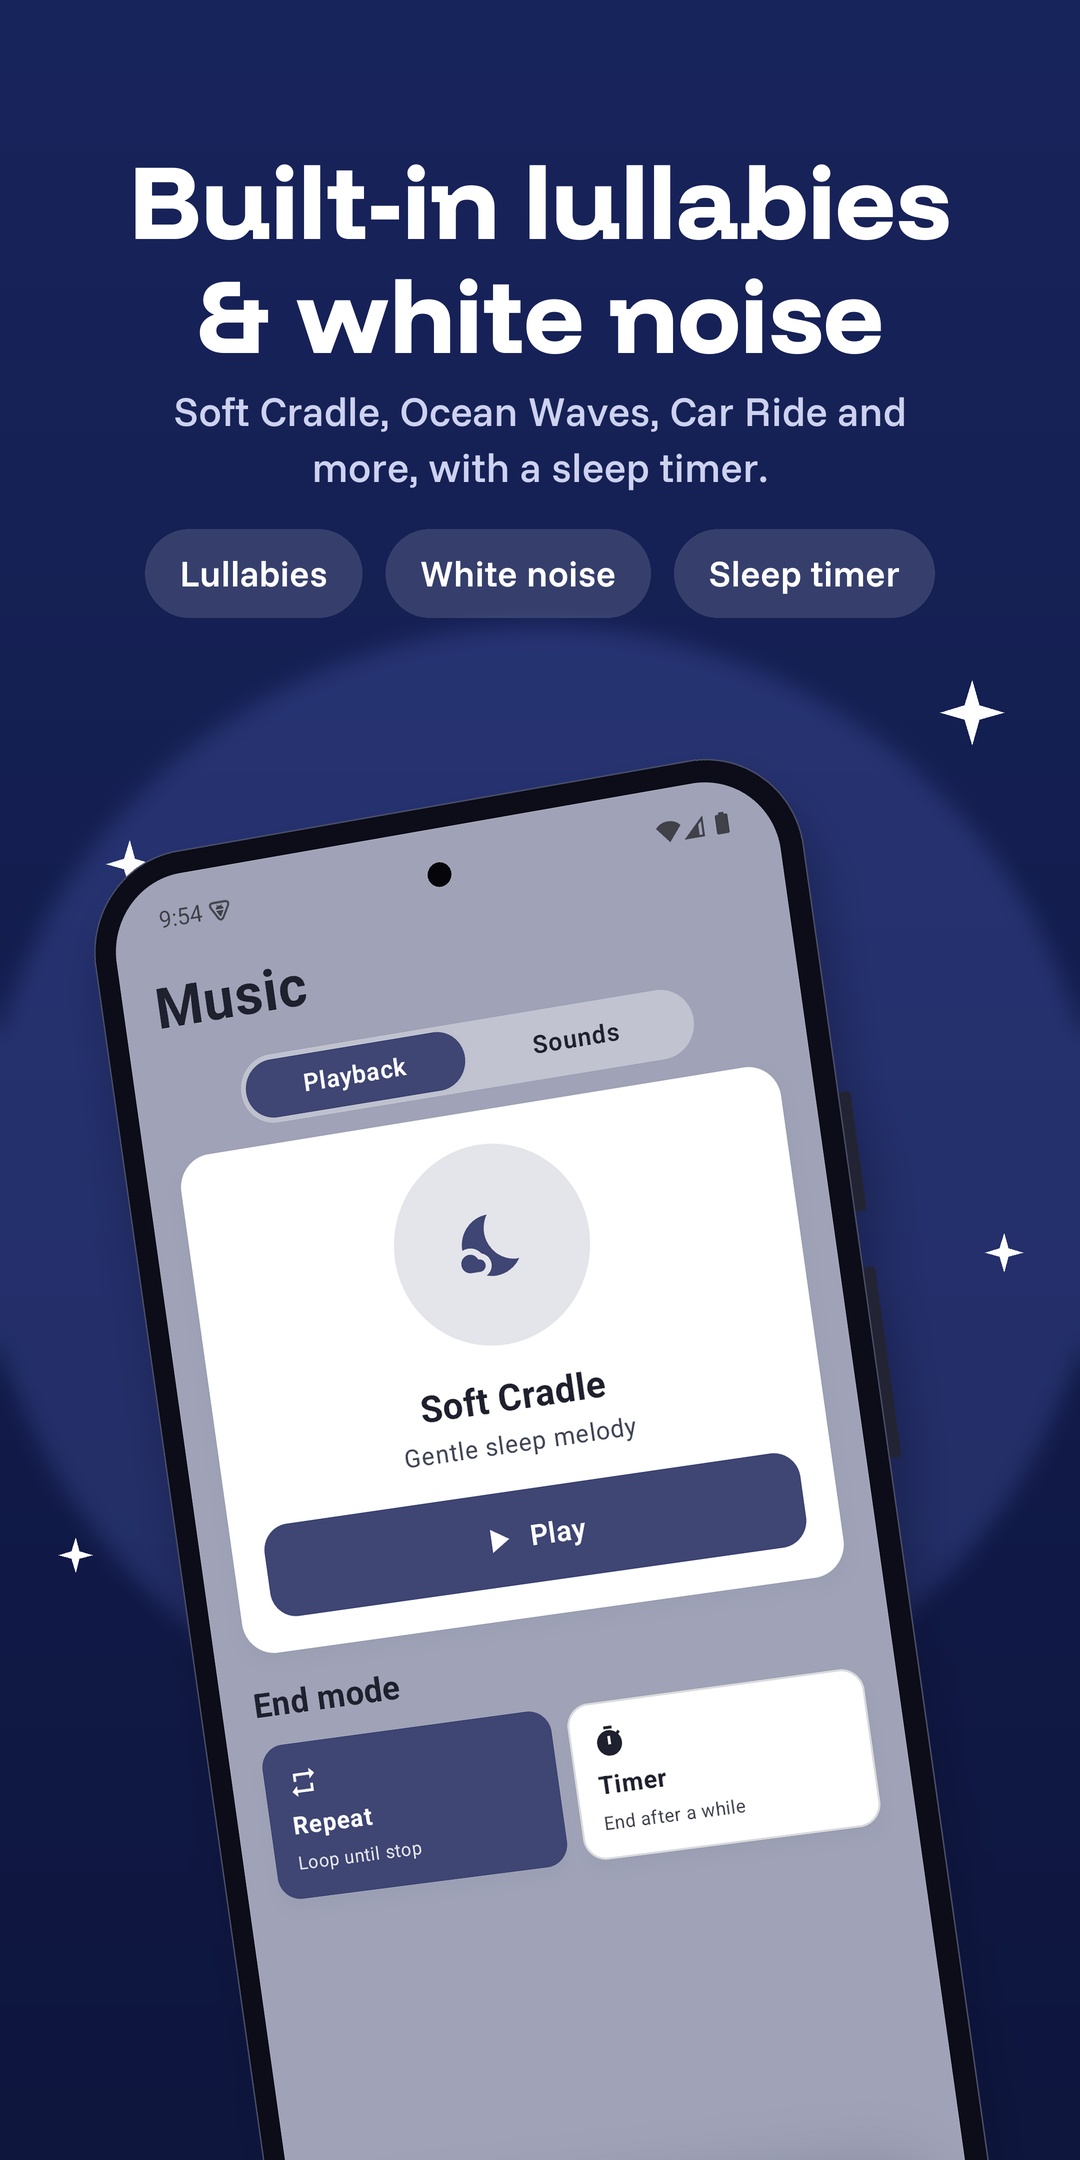 Built-in lullabies
& white noise
Soft Cradle, Ocean Waves, Car Ride and
more, with a sleep timer.
Lullabies
White noise
Sleep timer
9:54
Music
Playback
Sounds
Soft Cradle
Gentle sleep melody
Play
End mode
Repeat
Loop until stop
Timer
End after a while